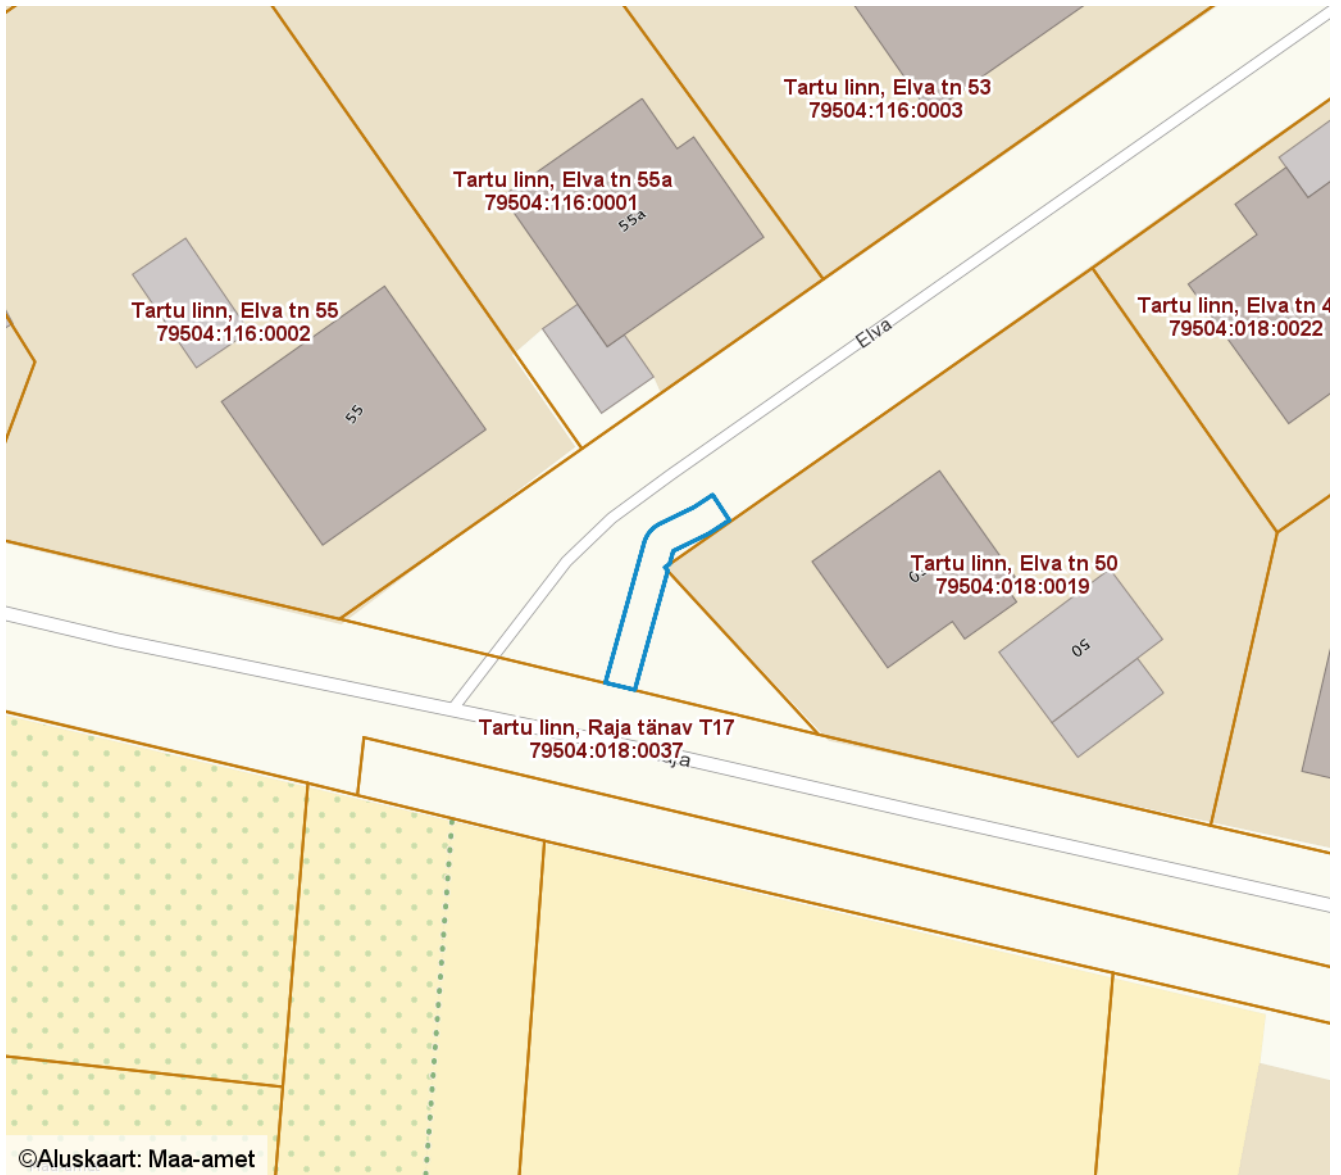 Tartu linn, Elva tn 53
79504:116:0003
Tartu linn, Elva tn 55a
79504:116:0001
55a
Tartu linn, Elva tn 55
79504:116:0002
55
Tartu linn, Elva tn 4
79504:018:0022
Elva
Tartu linn, Elva tn 50
79504:018:0019
50
Tartu linn, Raja tänav T17
79504:018:0037
©Aluskaart: Maa-amet